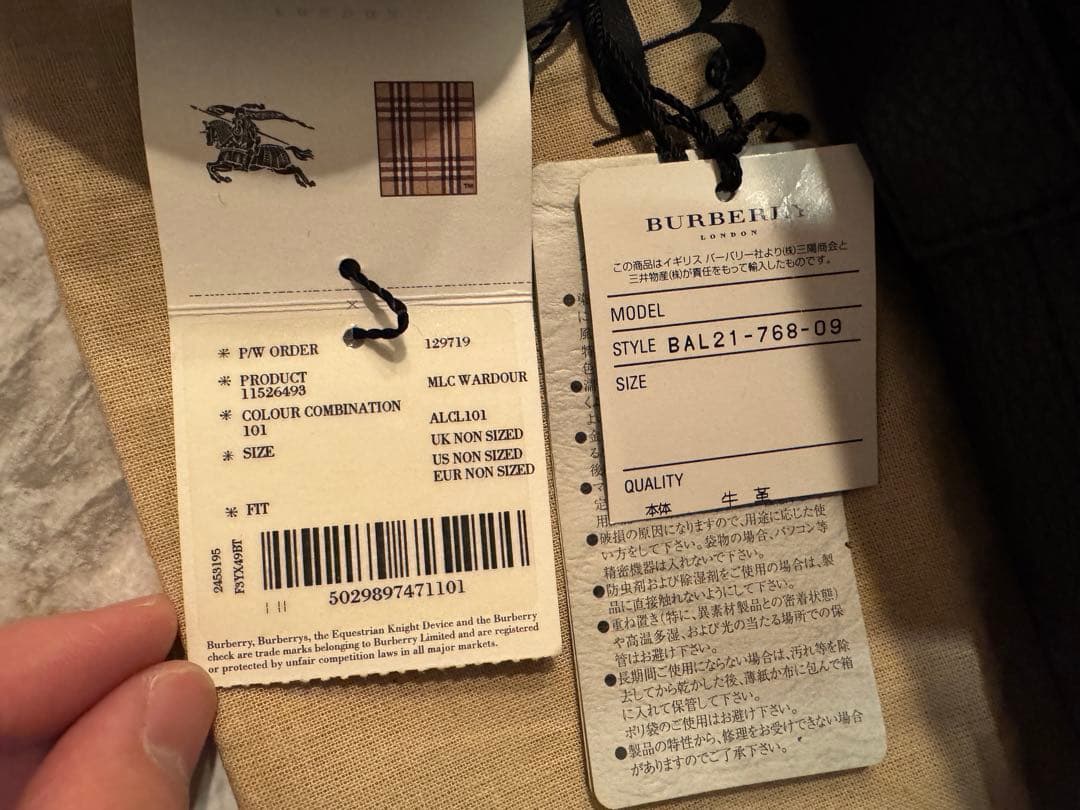 ™
P/W ORDER 129719
PRODUCT MLC WARDOUR
11526493
COLOUR COMBINATION ALCL101
101
SIZE UK NON SIZED
US NON SIZED
EUR NON SIZED
FIT
2453195
F3YX49BT
5029897471101
Burberry, Burberrys, the Equestrian Knight Device and the Burberry
check are trade marks belonging to Burberry Limited and are registered
or protected by unfair competition laws in all major markets.
BURBERRY
LONDON
この商品はイギリス バーバリー社より(株)三陽商会と
三井物産(株)が責任をもって輸入したものです。
MODEL
STYLE BAL21-768-09
SIZE
QUALITY
本体 牛革
●破損の原因になりますので、用途に応じた使
い方をして下さい。袋物の場合、パソコン等
精密機器は入れないで下さい。
●防虫剤および除湿剤をご使用の場合は、製
品に直接触れないようにして下さい。
●重ね置き(特に、異素材製品との密着状態)
や高温多湿、および光の当たる場所での保
管はお避け下さい。
●長期間ご使用にならない場合は、汚れ等を除
去してから乾かした後、薄紙か布に包んで箱
に入れて保管して下さい。
ポリ袋のご使用はお避け下さい。
●製品の特性から、修理をお受けできない場合
がありますのでご了承下さい。